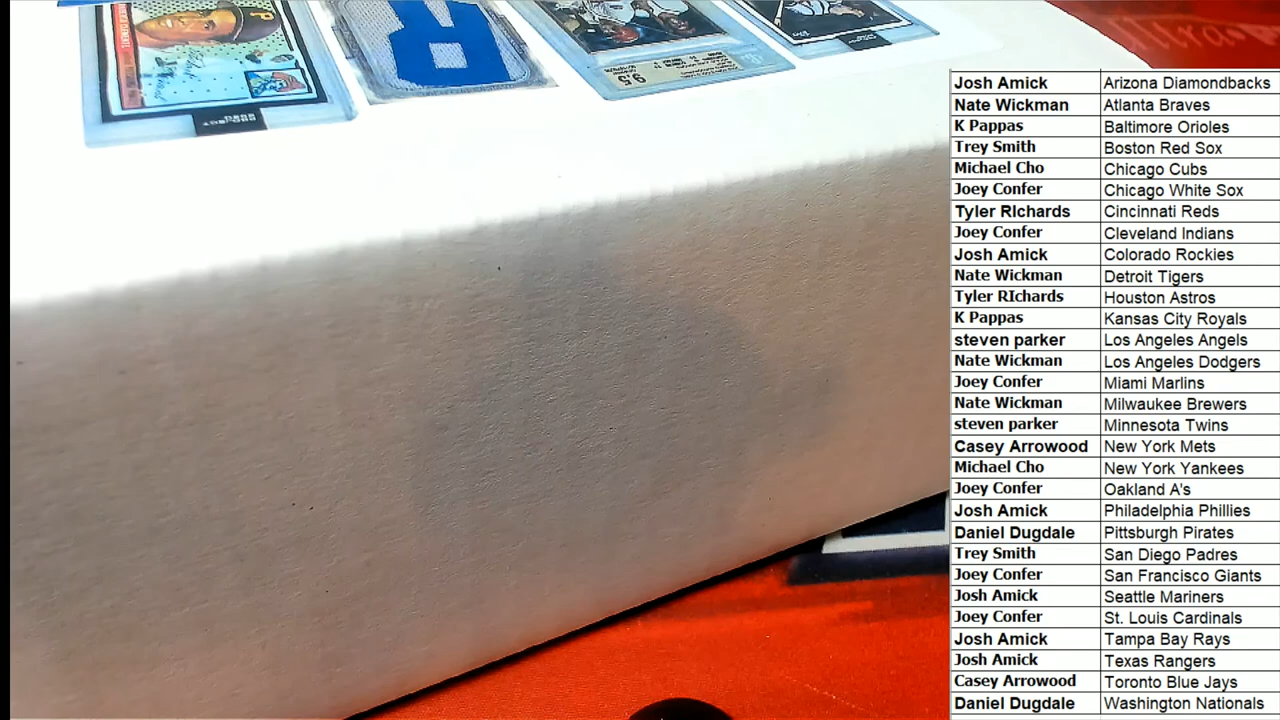 P
R
9.5
Josh Amick Arizona Diamondbacks
Nate Wickman Atlanta Braves
K Pappas Baltimore Orioles
Trey Smith Boston Red Sox
Michael Cho Chicago Cubs
Joey Confer Chicago White Sox
Tyler RIchards Cincinnati Reds
Joey Confer Cleveland Indians
Josh Amick Colorado Rockies
Nate Wickman Detroit Tigers
Tyler RIchards Houston Astros
K Pappas Kansas City Royals
steven parker Los Angeles Angels
Nate Wickman Los Angeles Dodgers
Joey Confer Miami Marlins
Nate Wickman Milwaukee Brewers
steven parker Minnesota Twins
Casey Arrowood New York Mets
Michael Cho New York Yankees
Joey Confer Oakland A's
Josh Amick Philadelphia Phillies
Daniel Dugdale Pittsburgh Pirates
Trey Smith San Diego Padres
Joey Confer San Francisco Giants
Josh Amick Seattle Mariners
Joey Confer St. Louis Cardinals
Josh Amick Tampa Bay Rays
Josh Amick Texas Rangers
Casey Arrowood Toronto Blue Jays
Daniel Dugdale Washington Nationals